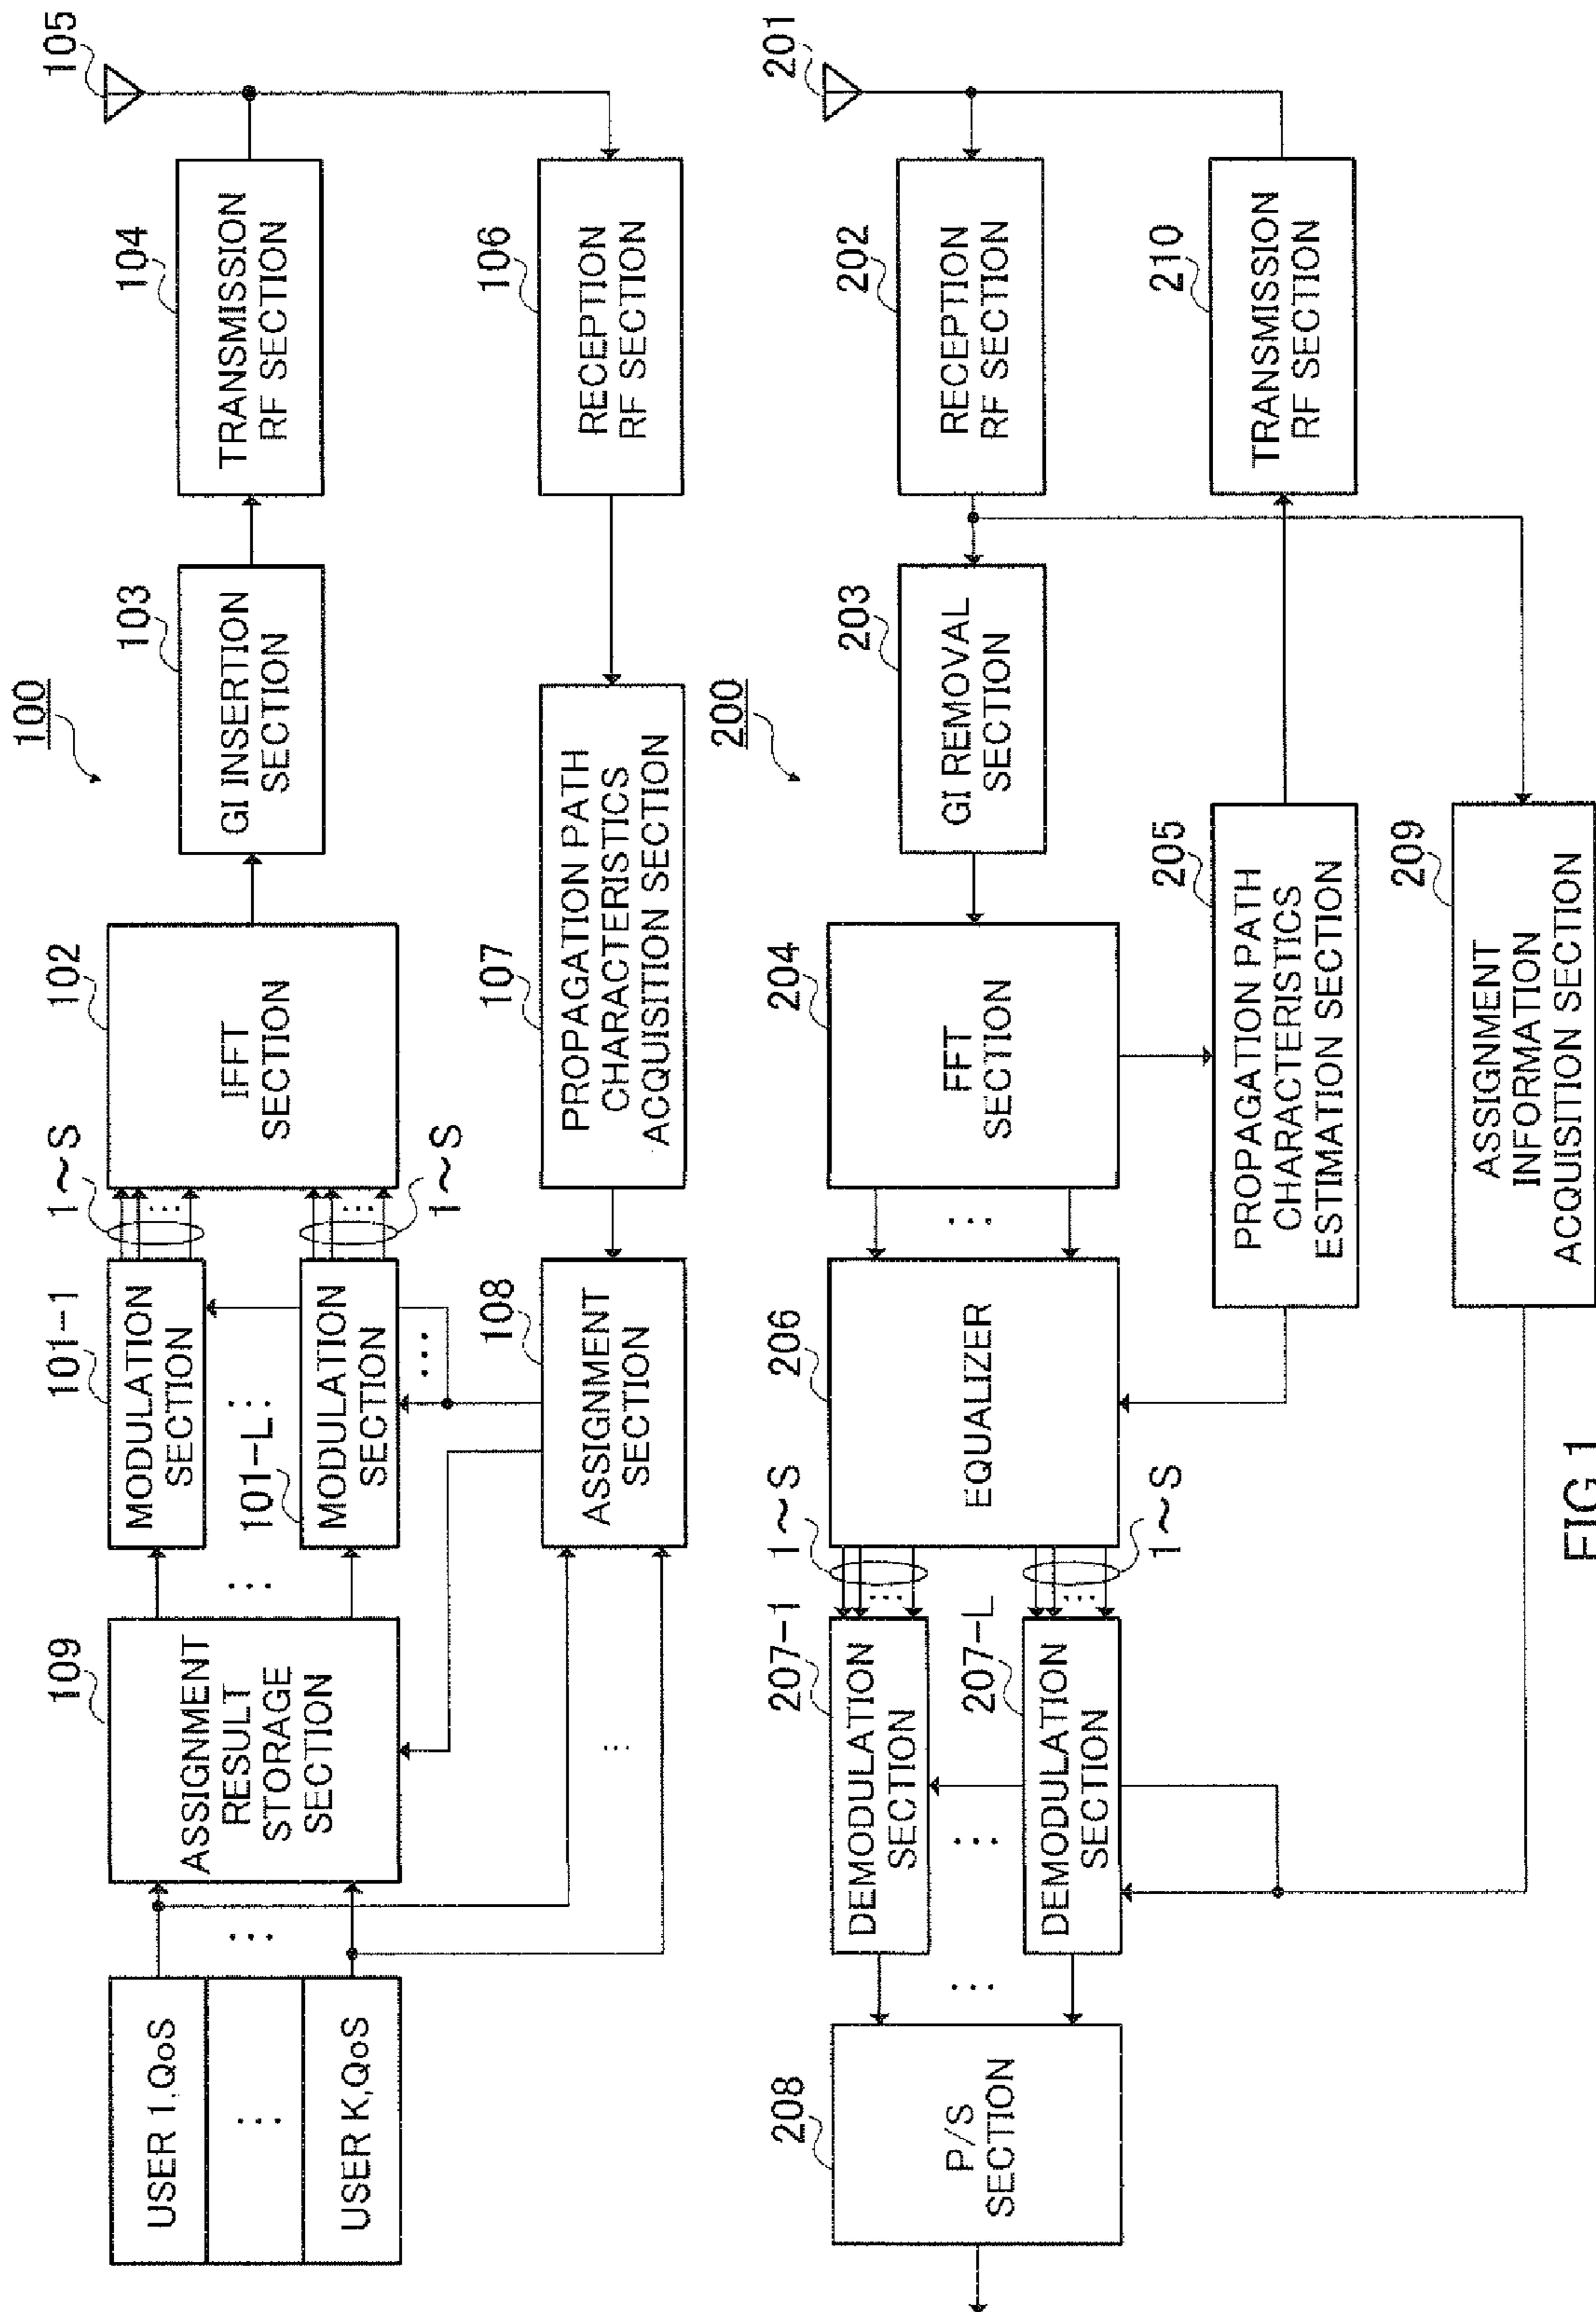 100
USER 1,QoS
...
USER K,QoS
...
109
ASSIGNMENT
RESULT
STORAGE
SECTION
...
101-1
MODULATION
SECTION
101-L
MODULATION
SECTION
...
1~S
...
1~S
...
102
IFFT
SECTION
103
GI INSERTION
SECTION
104
TRANSMISSION
RF SECTION
105
106
RECEPTION
RF SECTION
107
PROPAGATION PATH
CHARACTERISTICS
ACQUISITION SECTION
108
ASSIGNMENT
SECTION
...
200
201
202
RECEPTION
RF SECTION
203
GI REMOVAL
SECTION
204
FFT
SECTION
...
205
PROPAGATION PATH
CHARACTERISTICS
ESTIMATION SECTION
206
EQUALIZER
1~S
...
1~S
...
207-1
DEMODULATION
SECTION
...
207-L
DEMODULATION
SECTION
...
208
P/S
SECTION
209
ASSIGNMENT
INFORMATION
ACQUISITION SECTION
210
TRANSMISSION
RF SECTION
FIG.1